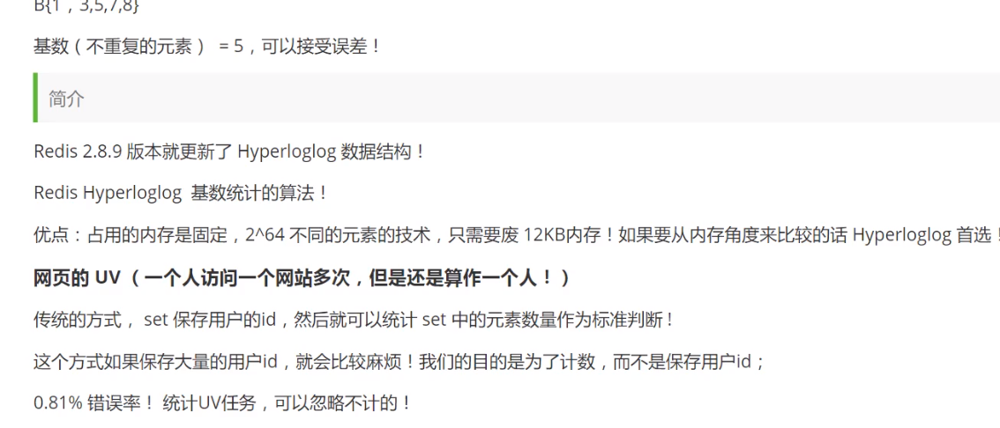 B{1，3,5,7,8}
基数（不重复的元素） = 5，可以接受误差！
简介
Redis 2.8.9 版本就更新了 Hyperloglog 数据结构！
Redis Hyperloglog  基数统计的算法！
优点：占用的内存是固定，2^64 不同的元素的技术，只需要废 12KB内存！如果要从内存角度来比较的话 Hyperloglog 首选！
网页的 UV （一个人访问一个网站多次，但是还是算作一个人！）
传统的方式， set 保存用户的id，然后就可以统计 set 中的元素数量作为标准判断 !
这个方式如果保存大量的用户id，就会比较麻烦！我们的目的是为了计数，而不是保存用户id；
0.81% 错误率！ 统计UV任务，可以忽略不计的！